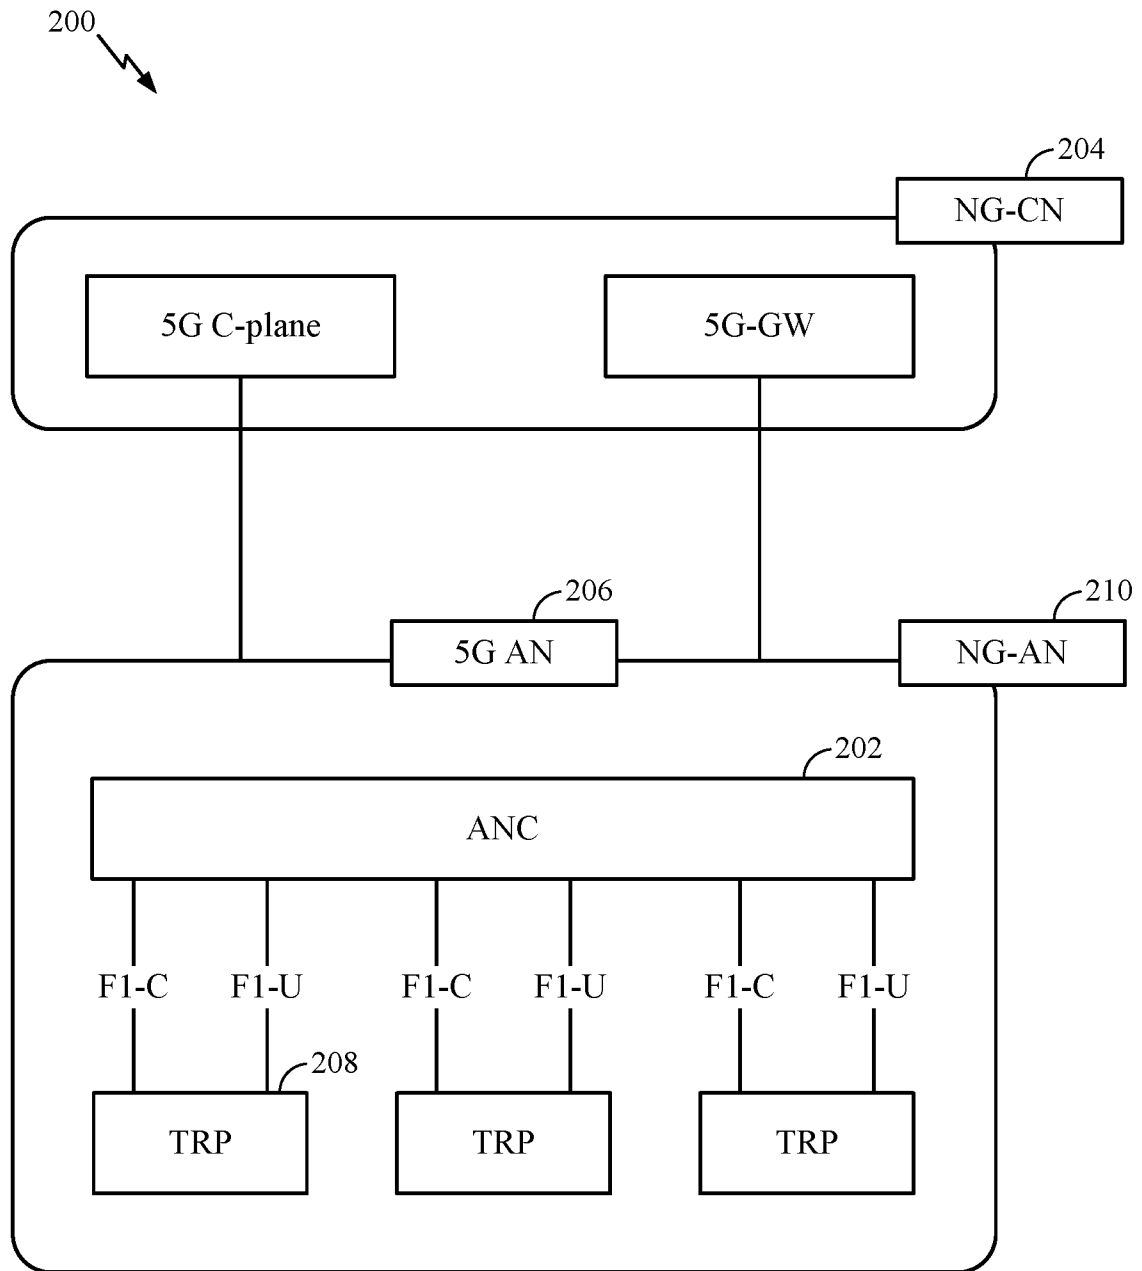 200
204
NG-CN
5G C-plane
5G-GW
206
210
5G AN
NG-AN
202
ANC
F1-C
F1-U
F1-C
F1-U
F1-C
F1-U
208
TRP
TRP
TRP